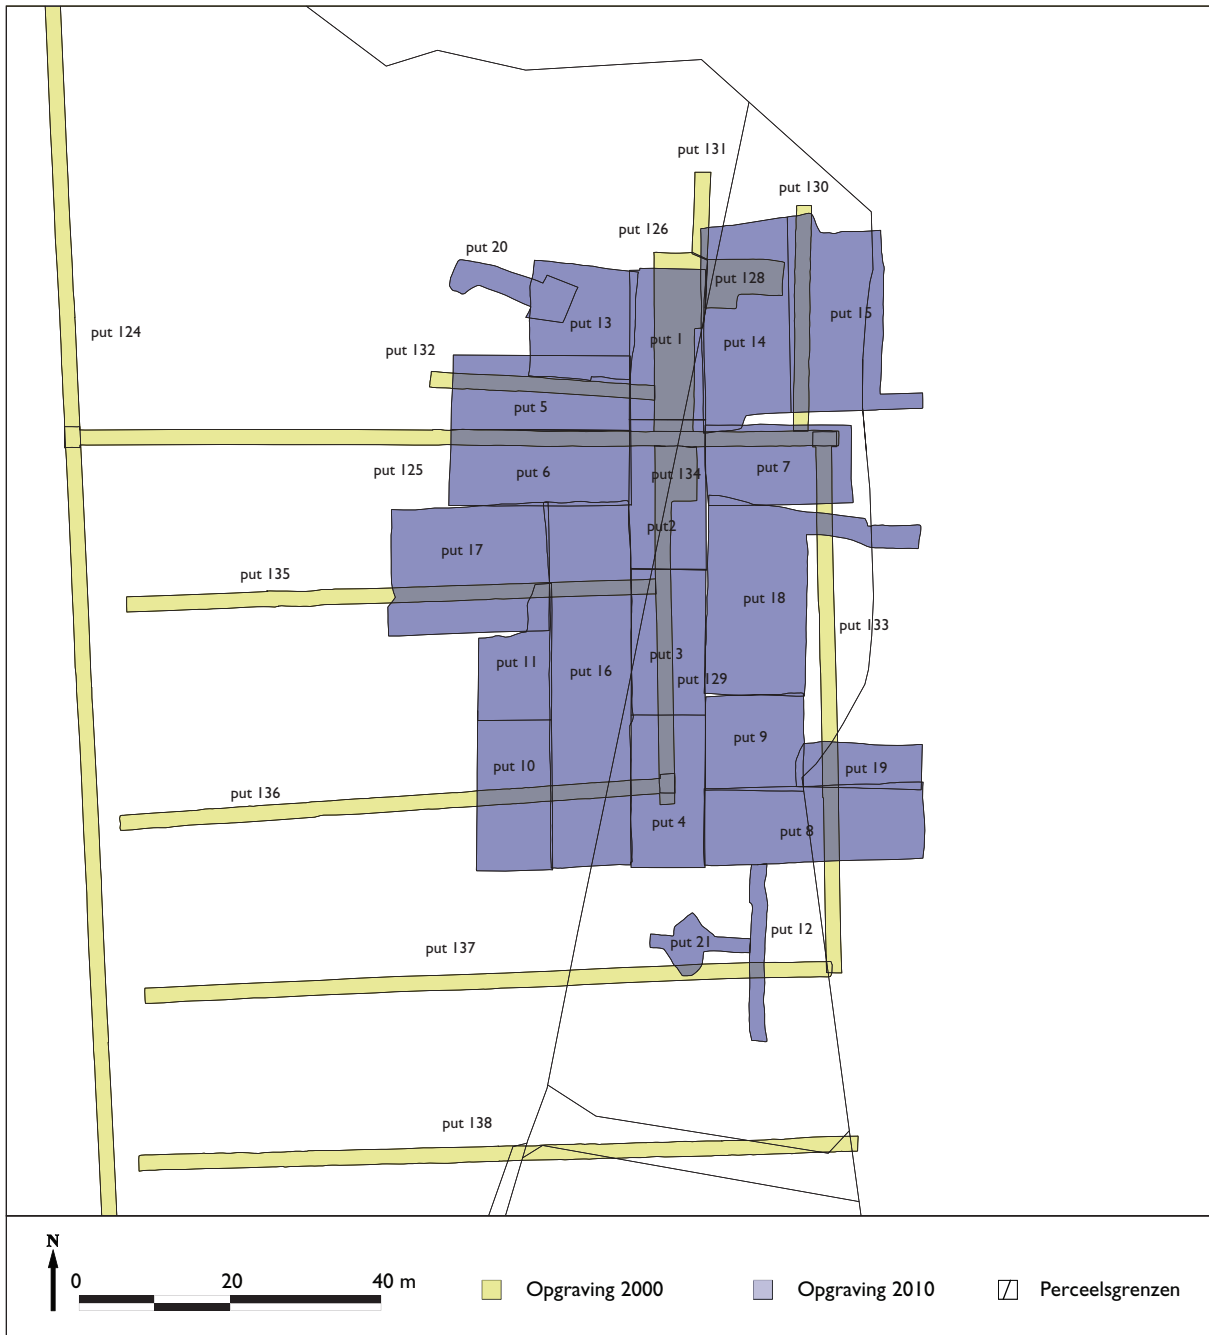 put 131
put 130
put 126
put 20
put 128
put 15
put 13
put 124
put 1
put 14
put 132
put 5
put 125
put 6
put 134
put 7
put2
put 17
put 135
put 18
put 133
put 3
put 11
put 16
put 129
put 9
put 10
put 19
put 136
put 4
put 8
put 12
put 21
put 137
put 138
N
0 20 40 m
Opgraving 2000
Opgraving 2010
Perceelsgrenzen